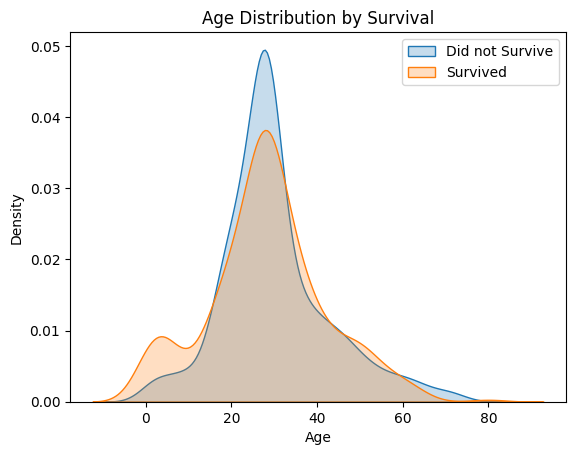 Age Distribution by Survival
Did not Survive
Survived
Density
0.05
0.04
0.03
0.02
0.01
0.00
0 20 40 60 80
Age